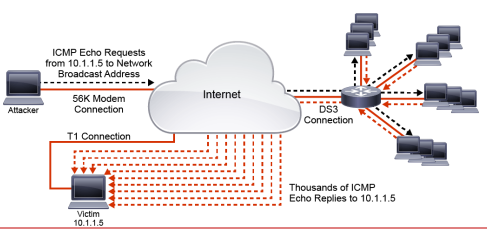 ICMP Echo Requests
from 10.1.1.5 to Network
Broadcast Address
Attacker
56K Modem
Connection
Internet
DS3
Connection
T1 Connection
Thousands of ICMP
Echo Replies to 10.1.1.5
Victim
10.1.1.5